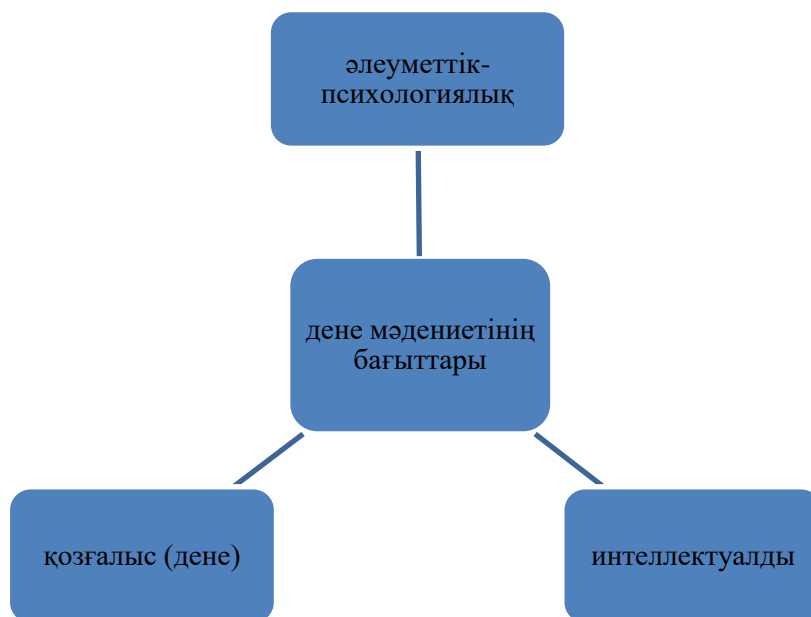 әлеуметтік-
психологиялық
дене мәдениетінің
бағыттары
қозғалыс (дене)
интеллектуалды